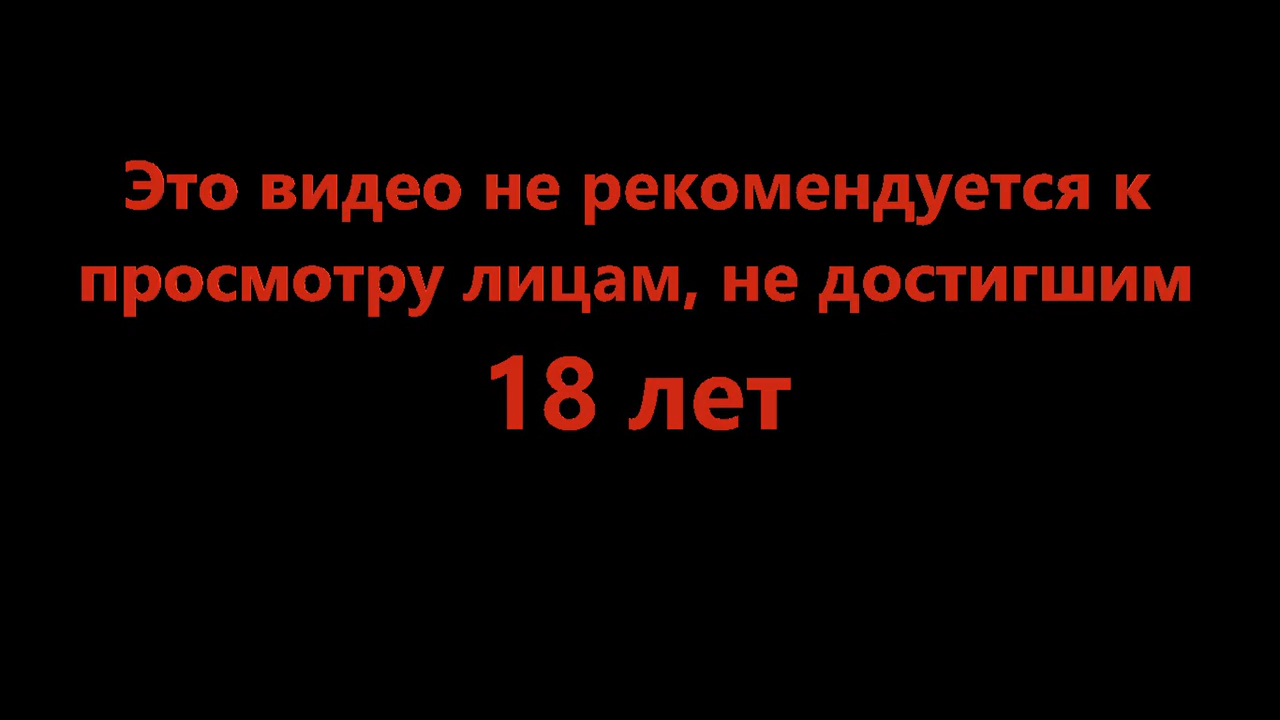 Это видео не рекомендуется к
просмотру лицам, не достигшим
18 лет